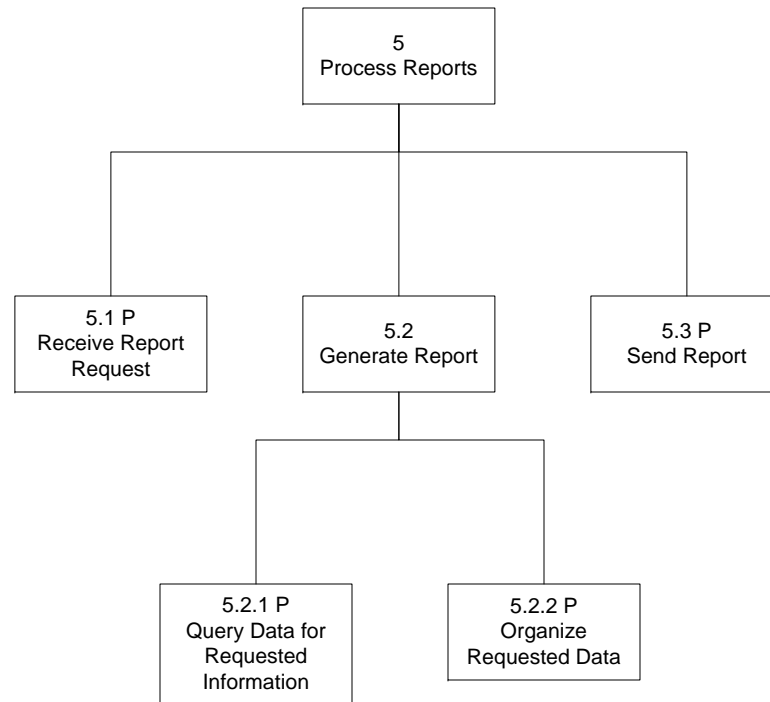 5
Process Reports
5.1 P
Receive Report
Request
5.2
Generate Report
5.3 P
Send Report
5.2.1 P
Query Data for
Requested
Information
5.2.2 P
Organize
Requested Data